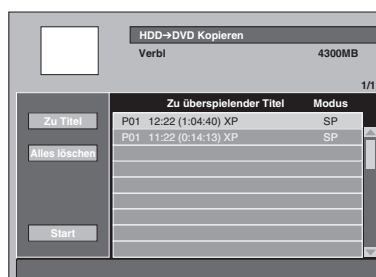 HDD→DVD Kopieren
Verbl 4300MB
1/1
Zu überspielender Titel Modus
Zu Titel
P01 12:22 (1:04:40) XP SP
P01 11:22 (0:14:13) XP SP
Alles löschen
Start